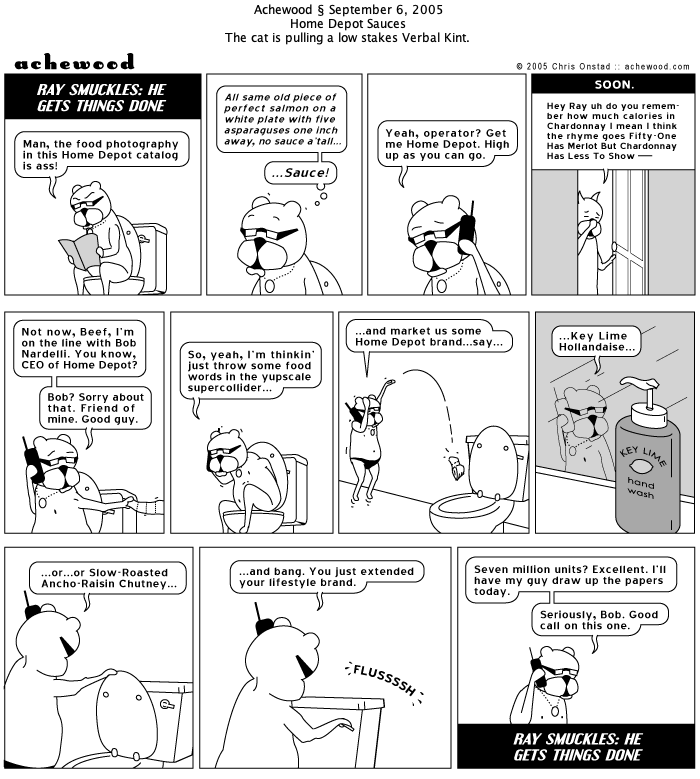 Achewood § September 6, 2005
Home Depot Sauces
The cat is pulling a low stakes Verbal Kint.
achewood
© 2005 Chris Onstad :: achewood.com
RAY SMUCKLES: HE
GETS THINGS DONE
Man, the food photography
in this Home Depot catalog
is ass!
All same old piece of
perfect salmon on a
white plate with five
asparaguses one inch
away, no sauce a'tall...
...Sauce!
Yeah, operator? Get
me Home Depot. High
up as you can go.
SOON.
Hey Ray uh do you remem-
ber how much calories in
Chardonnay I mean I think
the rhyme goes Fifty-One
Has Merlot But Chardonnay
Has Less To Show —
Not now, Beef, I'm
on the line with Bob
Nardelli. You know,
CEO of Home Depot?
Bob? Sorry about
that. Friend of
mine. Good guy.
So, yeah, I'm thinkin'
just throw some food
words in the yupscale
supercollider...
...and market us some
Home Depot brand...say...
...Key Lime
Hollandaise...
KEY LIME
hand
wash
...or...or Slow-Roasted
Ancho-Raisin Chutney...
...and bang. You just extended
your lifestyle brand.
FLUSSSSH
Seven million units? Excellent. I'll
have my guy draw up the papers
today.
Seriously, Bob. Good
call on this one.
RAY SMUCKLES: HE
GETS THINGS DONE